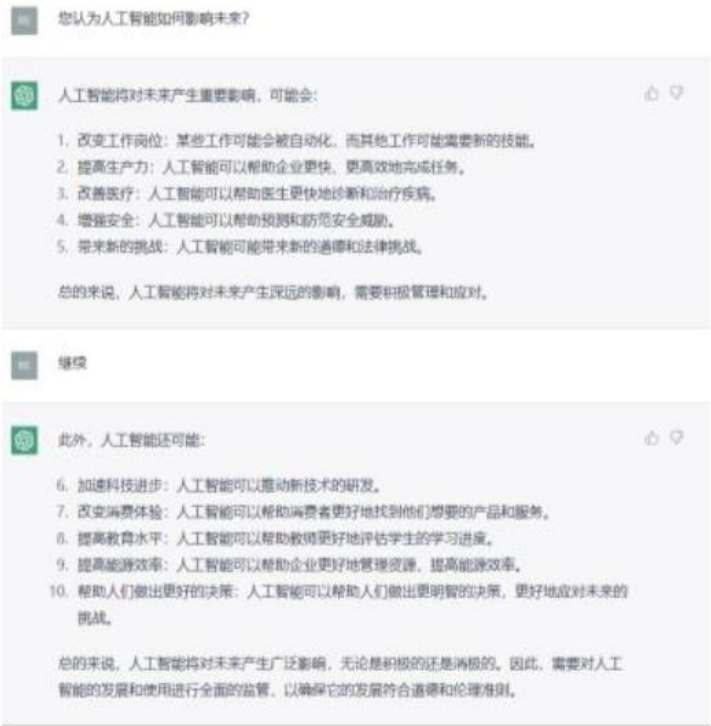 您认为人工智能如何影响未来？
人工智能将对未来产生重要影响，可能会：
1. 改变工作岗位：某些工作可能会被自动化，而其他工作可能需要新的技能。
2. 提高生产力：人工智能可以帮助企业更快、更高效地完成任务。
3. 改善医疗：人工智能可以帮助医生更快地诊断和治疗疾病。
4. 增强安全：人工智能可以帮助预测和防范安全威胁。
5. 带来新的挑战：人工智能可能带来新的道德和法律挑战。
总的来说，人工智能将对未来产生深远的影响，需要积极管理和应对。
继续
此外，人工智能还可能：
6. 加速科技进步：人工智能可以推动新技术的研发。
7. 改变消费体验：人工智能可以帮助消费者更好地找到他们想要的产品和服务。
8. 提高教育水平：人工智能可以帮助教师更好地评估学生的学习进度。
9. 提高能源效率：人工智能可以帮助企业更好地管理资源，提高能源效率。
10. 帮助人们做出更好的决策：人工智能可以帮助人们做出更明智的决策，更好地应对未来的
挑战。
总的来说，人工智能将对未来产生广泛影响，无论是积极的还是消极的。因此，需要对人工
智能的发展和使用进行全面的监管，以确保它的发展符合道德和伦理准则。